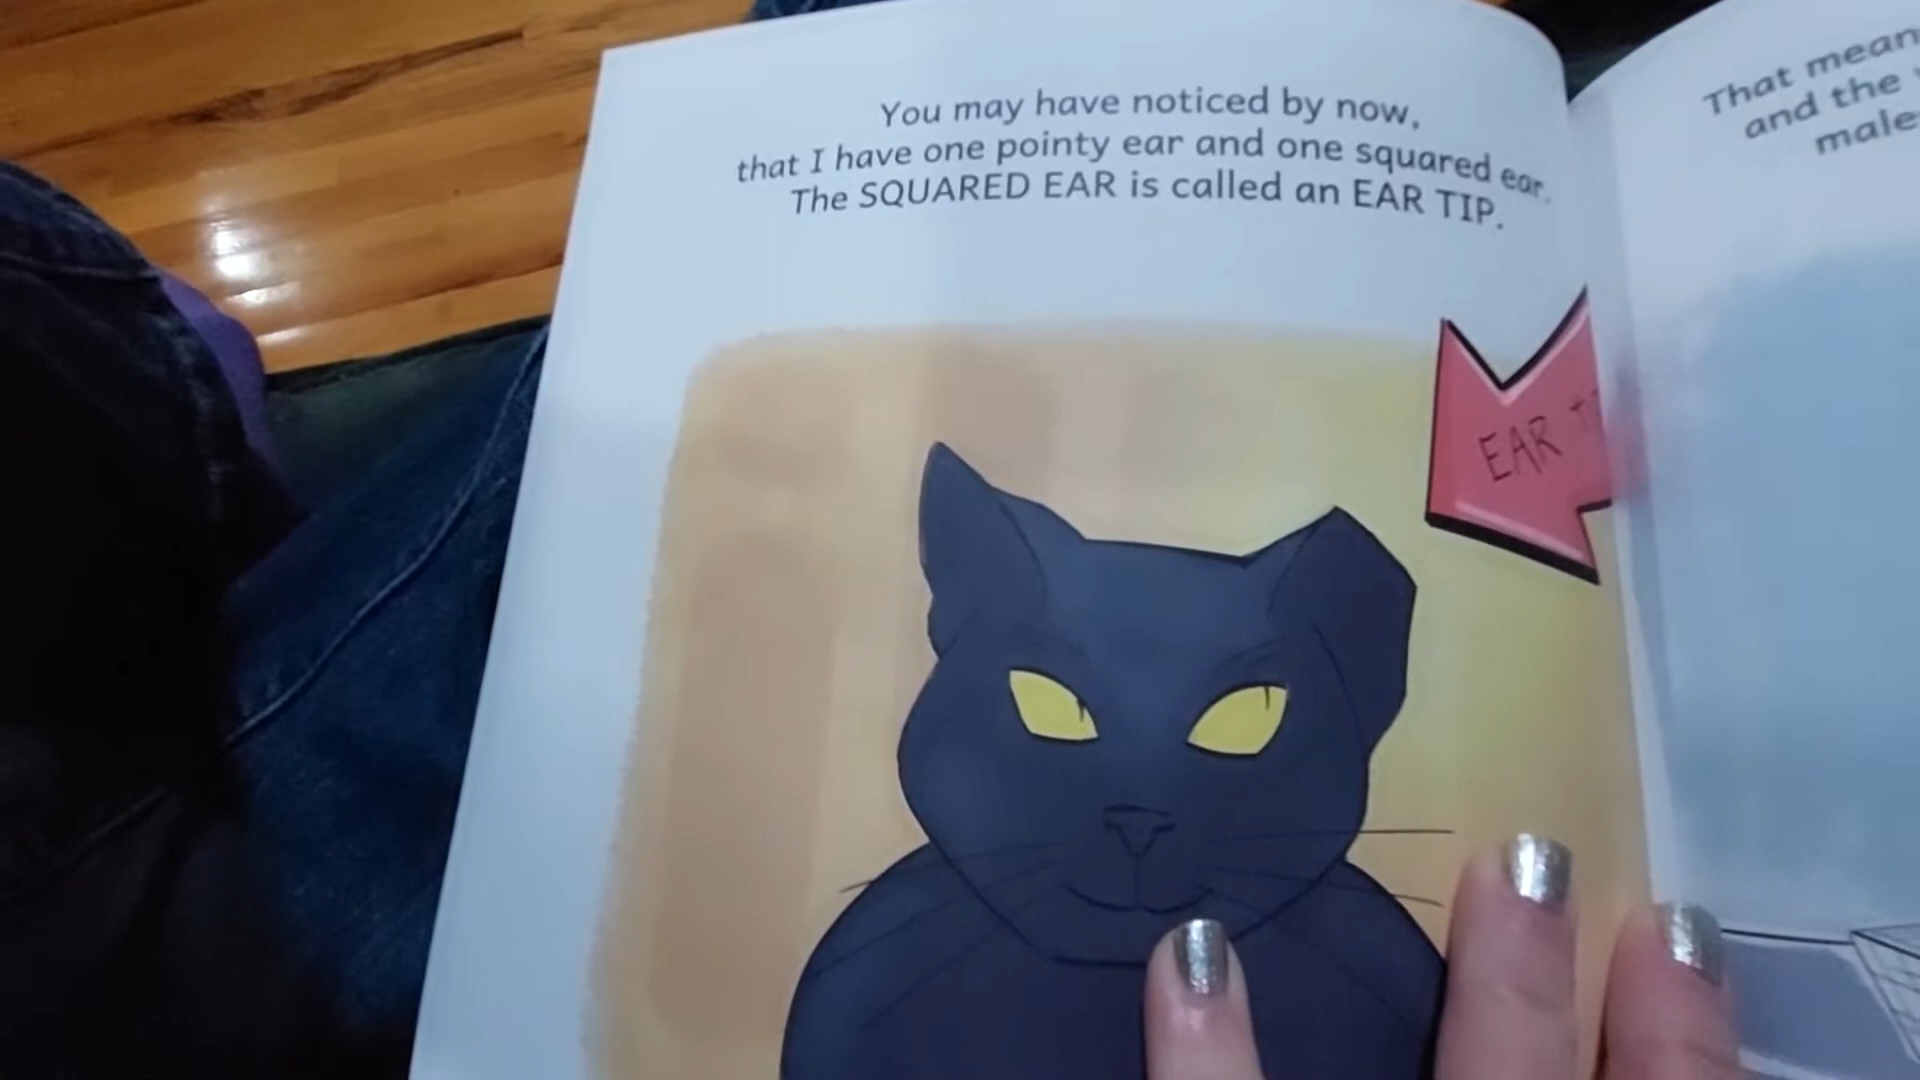 You may have noticed by now,
that I have one pointy ear and one squared ear.
The SQUARED EAR is called an EAR TIP.
EAR
That mean
and the
male